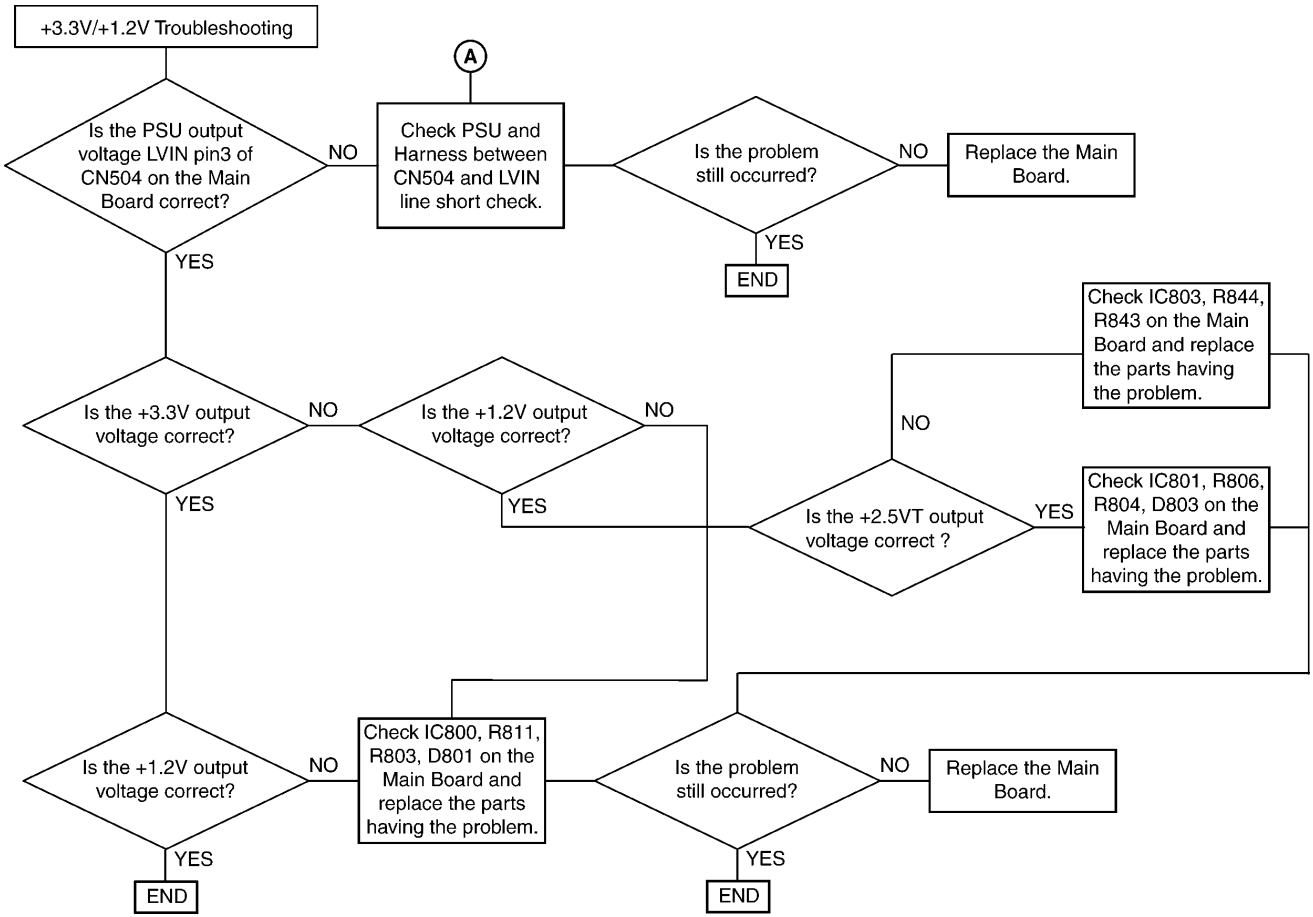 +3.3V/+1.2V Troubleshooting
A
Is the PSU output
voltage LVIN pin3 of
CN504 on the Main
Board correct?
NO
Check PSU and
Harness between
CN504 and LVIN
line short check.
Is the problem
still occurred?
NO
Replace the Main
Board.
YES
END
YES
Is the +3.3V output
voltage correct?
NO
Is the +1.2V output
voltage correct?
NO
YES
Check IC803, R844,
R843 on the Main
Board and replace
the parts having
the problem.
NO
Is the +2.5VT output
voltage correct ?
YES
Check IC801, R806,
R804, D803 on the
Main Board and
replace the parts
having the problem.
YES
Is the +1.2V output
voltage correct?
NO
Check IC800, R811,
R803, D801 on the
Main Board and
replace the parts
having the problem.
Is the problem
still occurred?
NO
Replace the Main
Board.
YES
END
YES
END